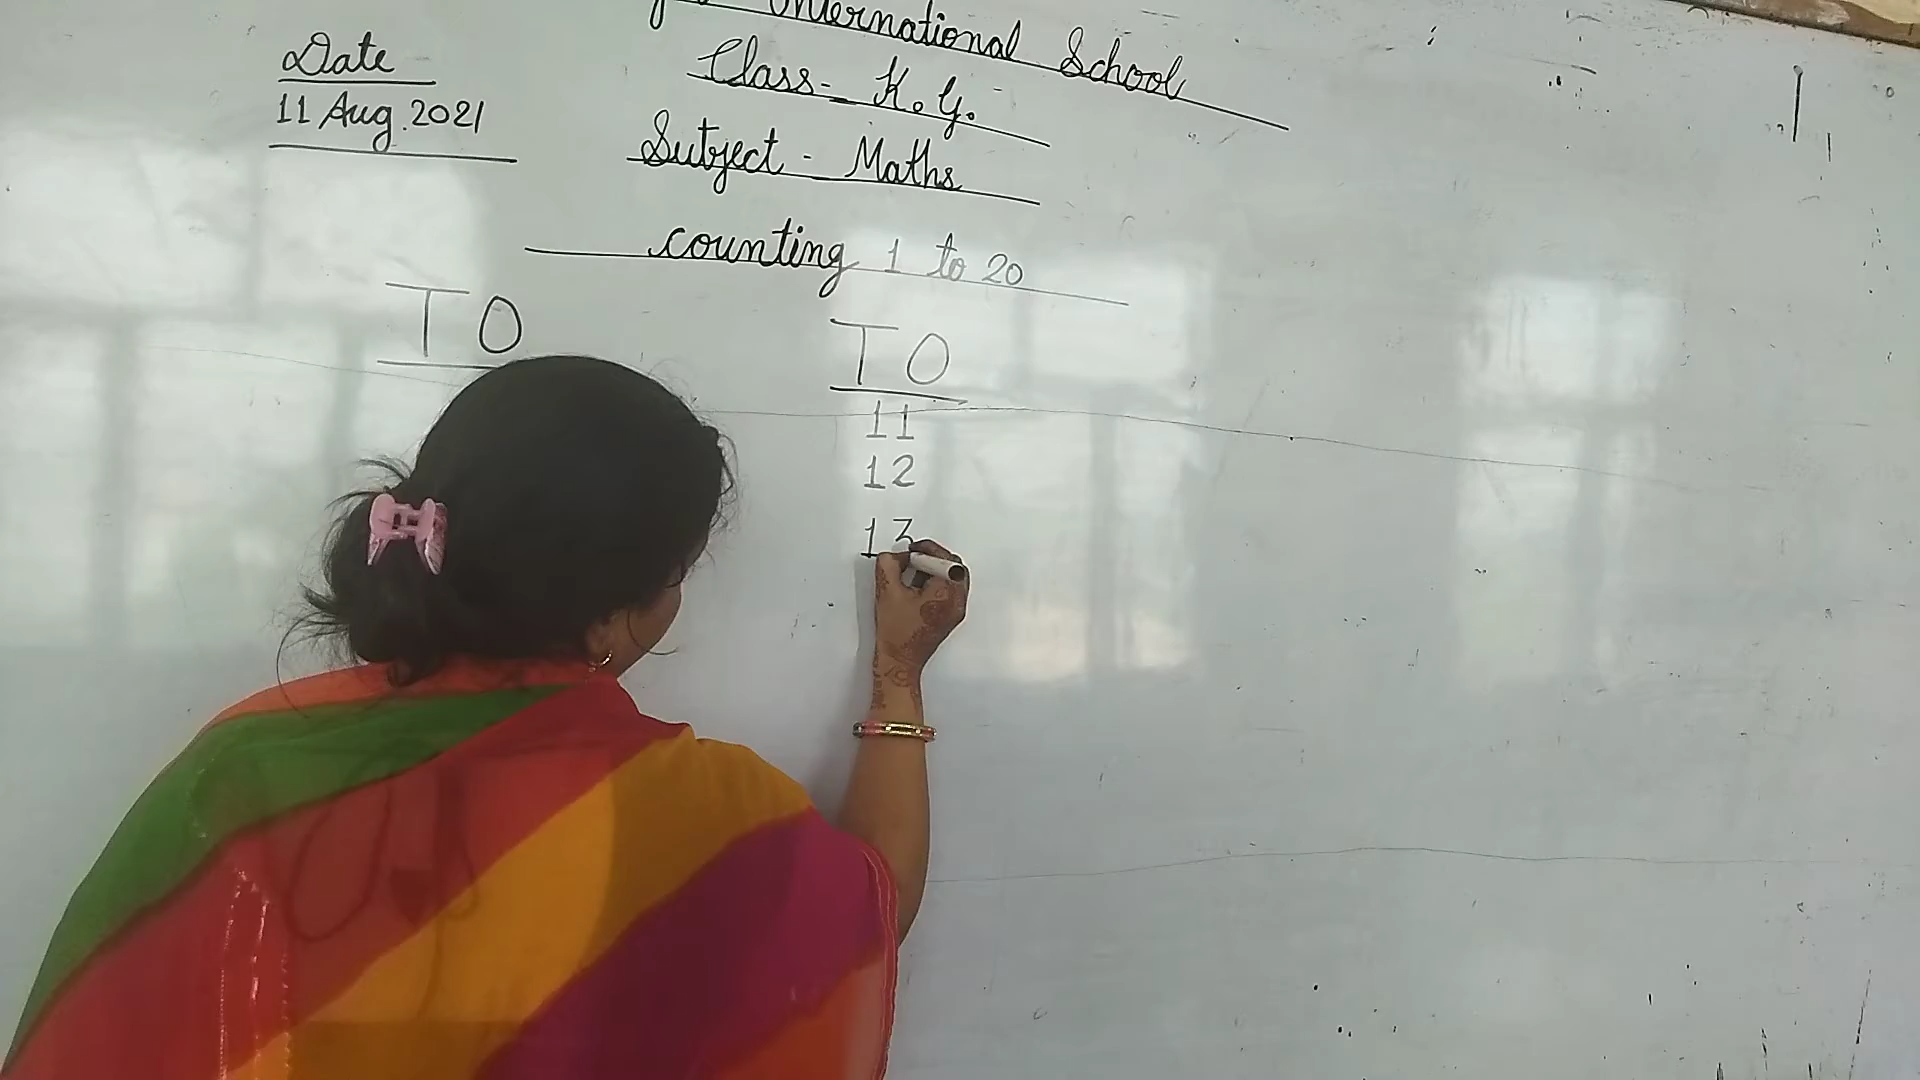 International School
Date
Class- K.G.
11 Aug. 2021
Subject - Maths
counting 1 to 20
T O
T O
11
12
13